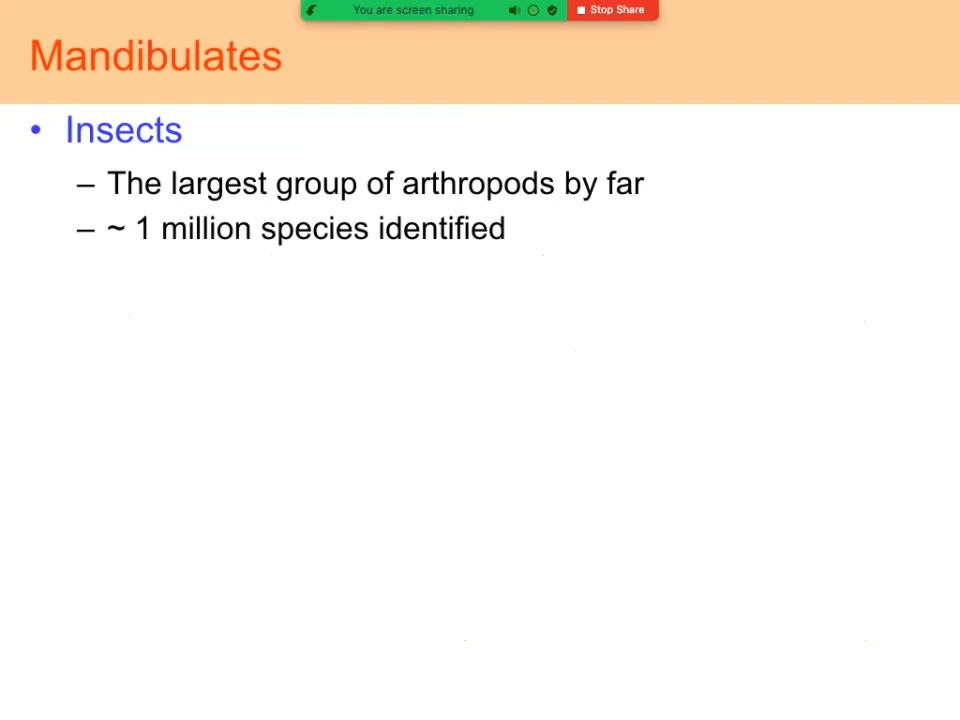 You are screen sharing Stop Share
Mandibulates
• Insects
– The largest group of arthropods by far
– ~ 1 million species identified